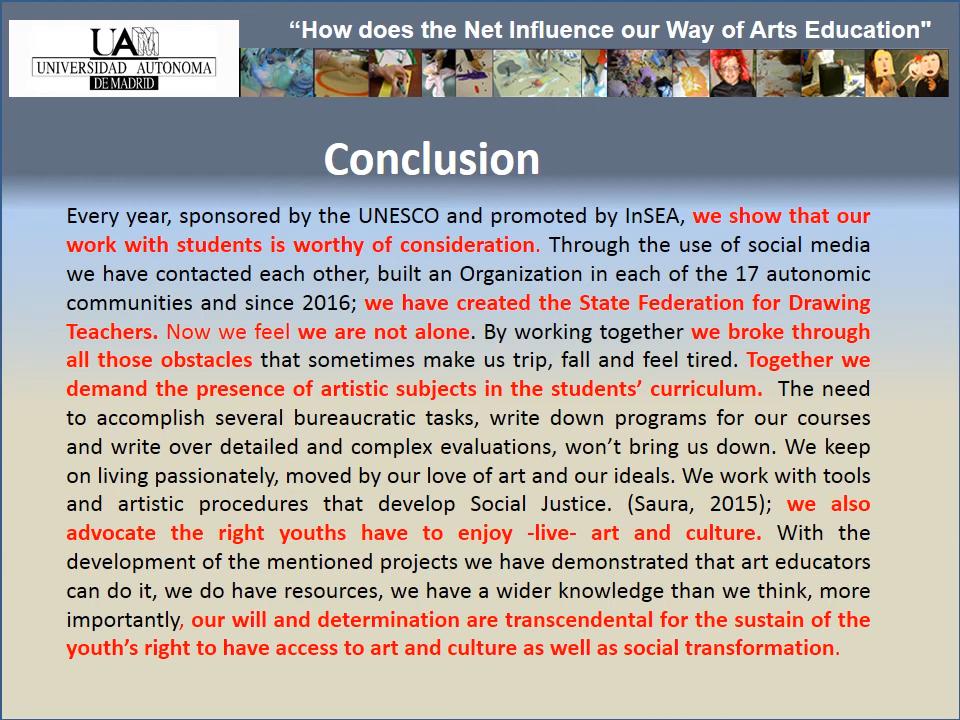 “How does the Net Influence our Way of Arts Education"
UAM
UNIVERSIDAD AUTONOMA
DE MADRID
Conclusion
Every year, sponsored by the UNESCO and promoted by InSEA, we show that our
work with students is worthy of consideration. Through the use of social media
we have contacted each other, built an Organization in each of the 17 autonomic
communities and since 2016; we have created the State Federation for Drawing
Teachers. Now we feel we are not alone. By working together we broke through
all those obstacles that sometimes make us trip, fall and feel tired. Together we
demand the presence of artistic subjects in the students’ curriculum. The need
to accomplish several bureaucratic tasks, write down programs for our courses
and write over detailed and complex evaluations, won’t bring us down. We keep
on living passionately, moved by our love of art and our ideals. We work with tools
and artistic procedures that develop Social Justice. (Saura, 2015); we also
advocate the right youths have to enjoy -live- art and culture. With the
development of the mentioned projects we have demonstrated that art educators
can do it, we do have resources, we have a wider knowledge than we think, more
importantly, our will and determination are transcendental for the sustain of the
youth’s right to have access to art and culture as well as social transformation.